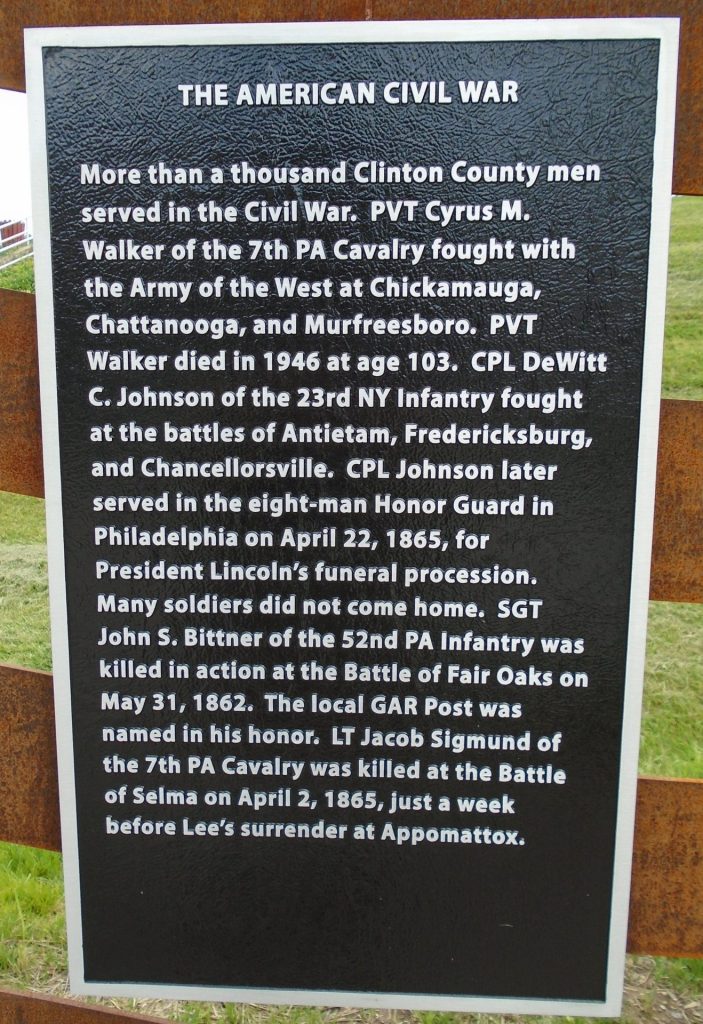 THE AMERICAN CIVIL WAR
More than a thousand Clinton County men
served in the Civil War.  PVT Cyrus M.
Walker of the 7th PA Cavalry fought with
the Army of the West at Chickamauga,
Chattanooga, and Murfreesboro.  PVT
Walker died in 1946 at age 103.  CPL DeWitt
C. Johnson of the 23rd NY Infantry fought
at the battles of Antietam, Fredericksburg,
and Chancellorsville.  CPL Johnson later
served in the eight-man Honor Guard in
Philadelphia on April 22, 1865, for
President Lincoln’s funeral procession.
Many soldiers did not come home.  SGT
John S. Bittner of the 52nd PA Infantry was
killed in action at the Battle of Fair Oaks on
May 31, 1862.  The local GAR Post was
named in his honor.  LT Jacob Sigmund of
the 7th PA Cavalry was killed at the Battle
of Selma on April 2, 1865, just a week
before Lee’s surrender at Appomattox.